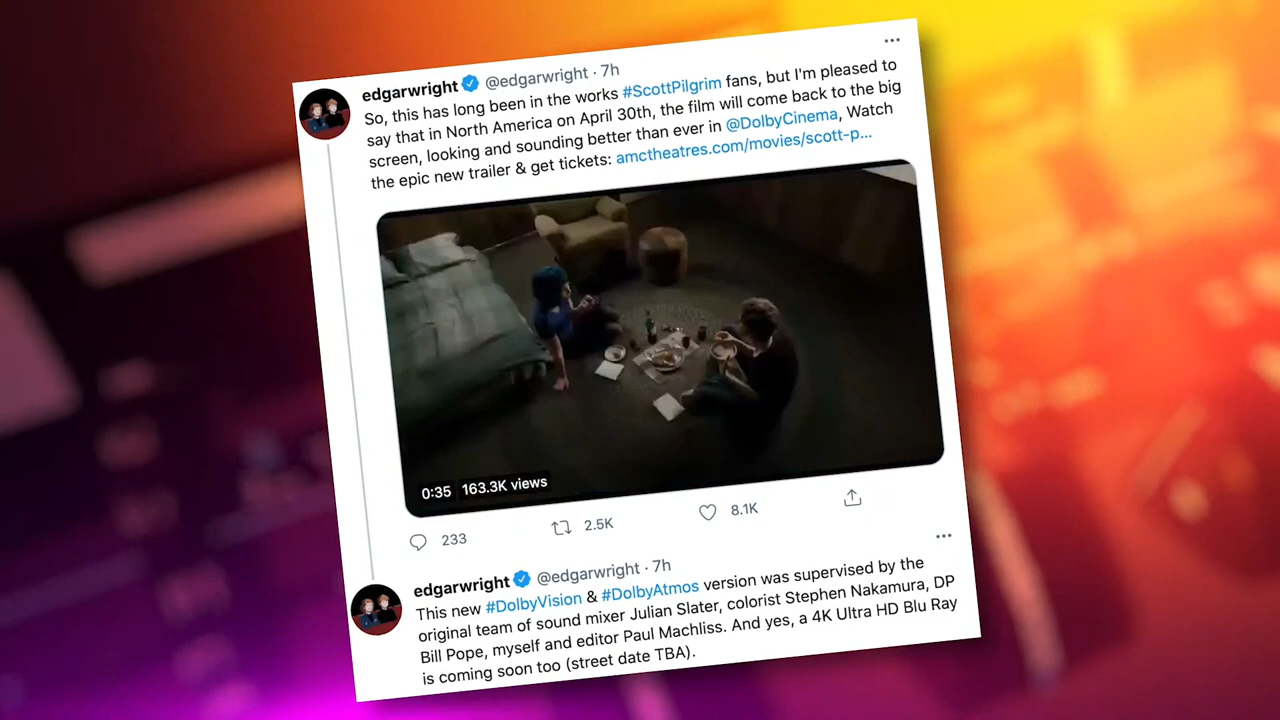 edgarwright @edgarwright · 7h
So, this has long been in the works #ScottPilgrim fans, but I'm pleased to
say that in North America on April 30th, the film will come back to the big
screen, looking and sounding better than ever in @DolbyCinema, Watch
the epic new trailer & get tickets: amctheatres.com/movies/scott-p...
0:35 163.3K views
233 2.5K 8.1K
edgarwright @edgarwright · 7h
This new #DolbyVision & #DolbyAtmos version was supervised by the
original team of sound mixer Julian Slater, colorist Stephen Nakamura, DP
Bill Pope, myself and editor Paul Machliss. And yes, a 4K Ultra HD Blu Ray
is coming soon too (street date TBA).